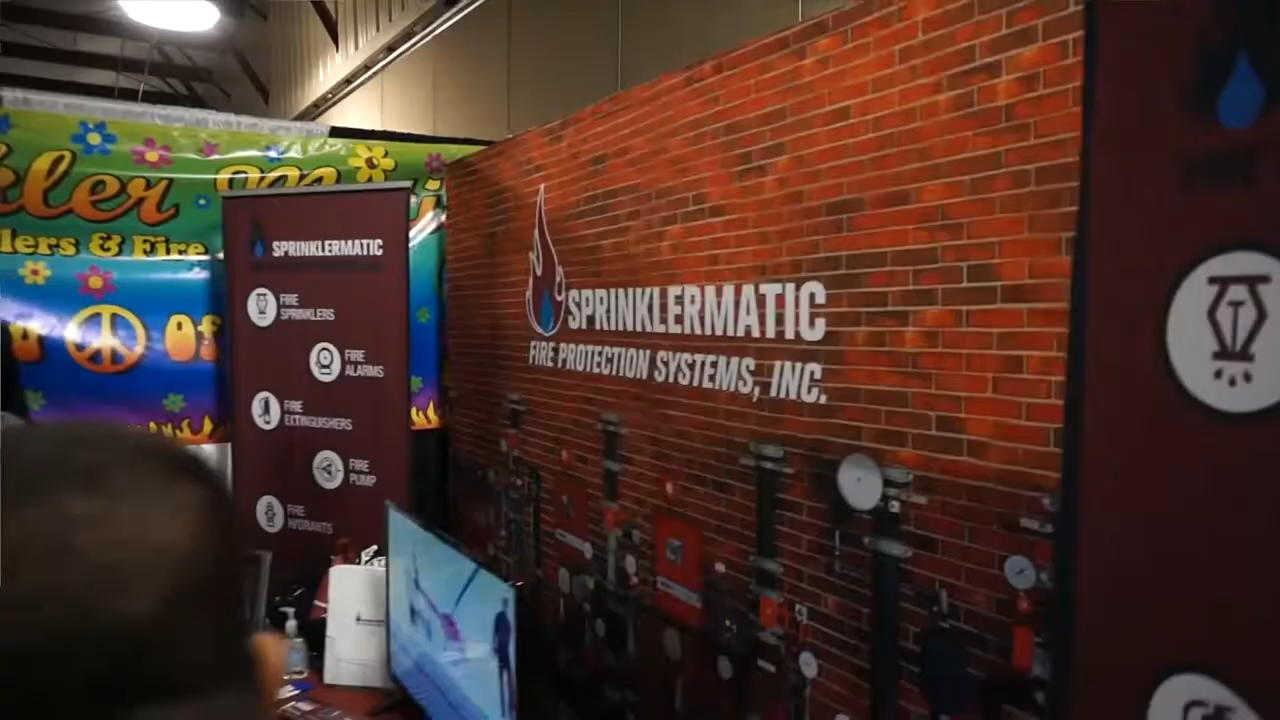 kler
lers & Fire
Of
SPRINKLERMATIC
FIRE
SPRINKLERS
FIRE
ALARMS
FIRE
EXTINGUISHERS
FIRE
PUMP
FIRE
HYDRANTS
SPRINKLERMATIC
FIRE PROTECTION SYSTEMS, INC.